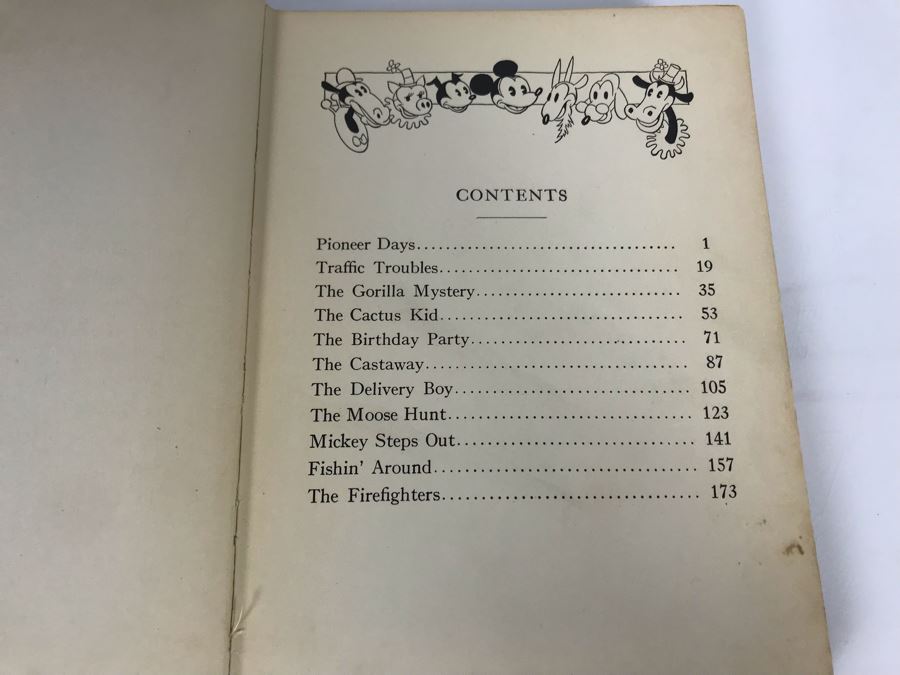 CONTENTS
Pioneer Days.................................... 1
Traffic Troubles................................. 19
The Gorilla Mystery............................ 35
The Cactus Kid................................. 53
The Birthday Party.............................. 71
The Castaway.................................... 87
The Delivery Boy................................ 105
The Moose Hunt................................. 123
Mickey Steps Out................................ 141
Fishin' Around.................................... 157
The Firefighters................................... 173